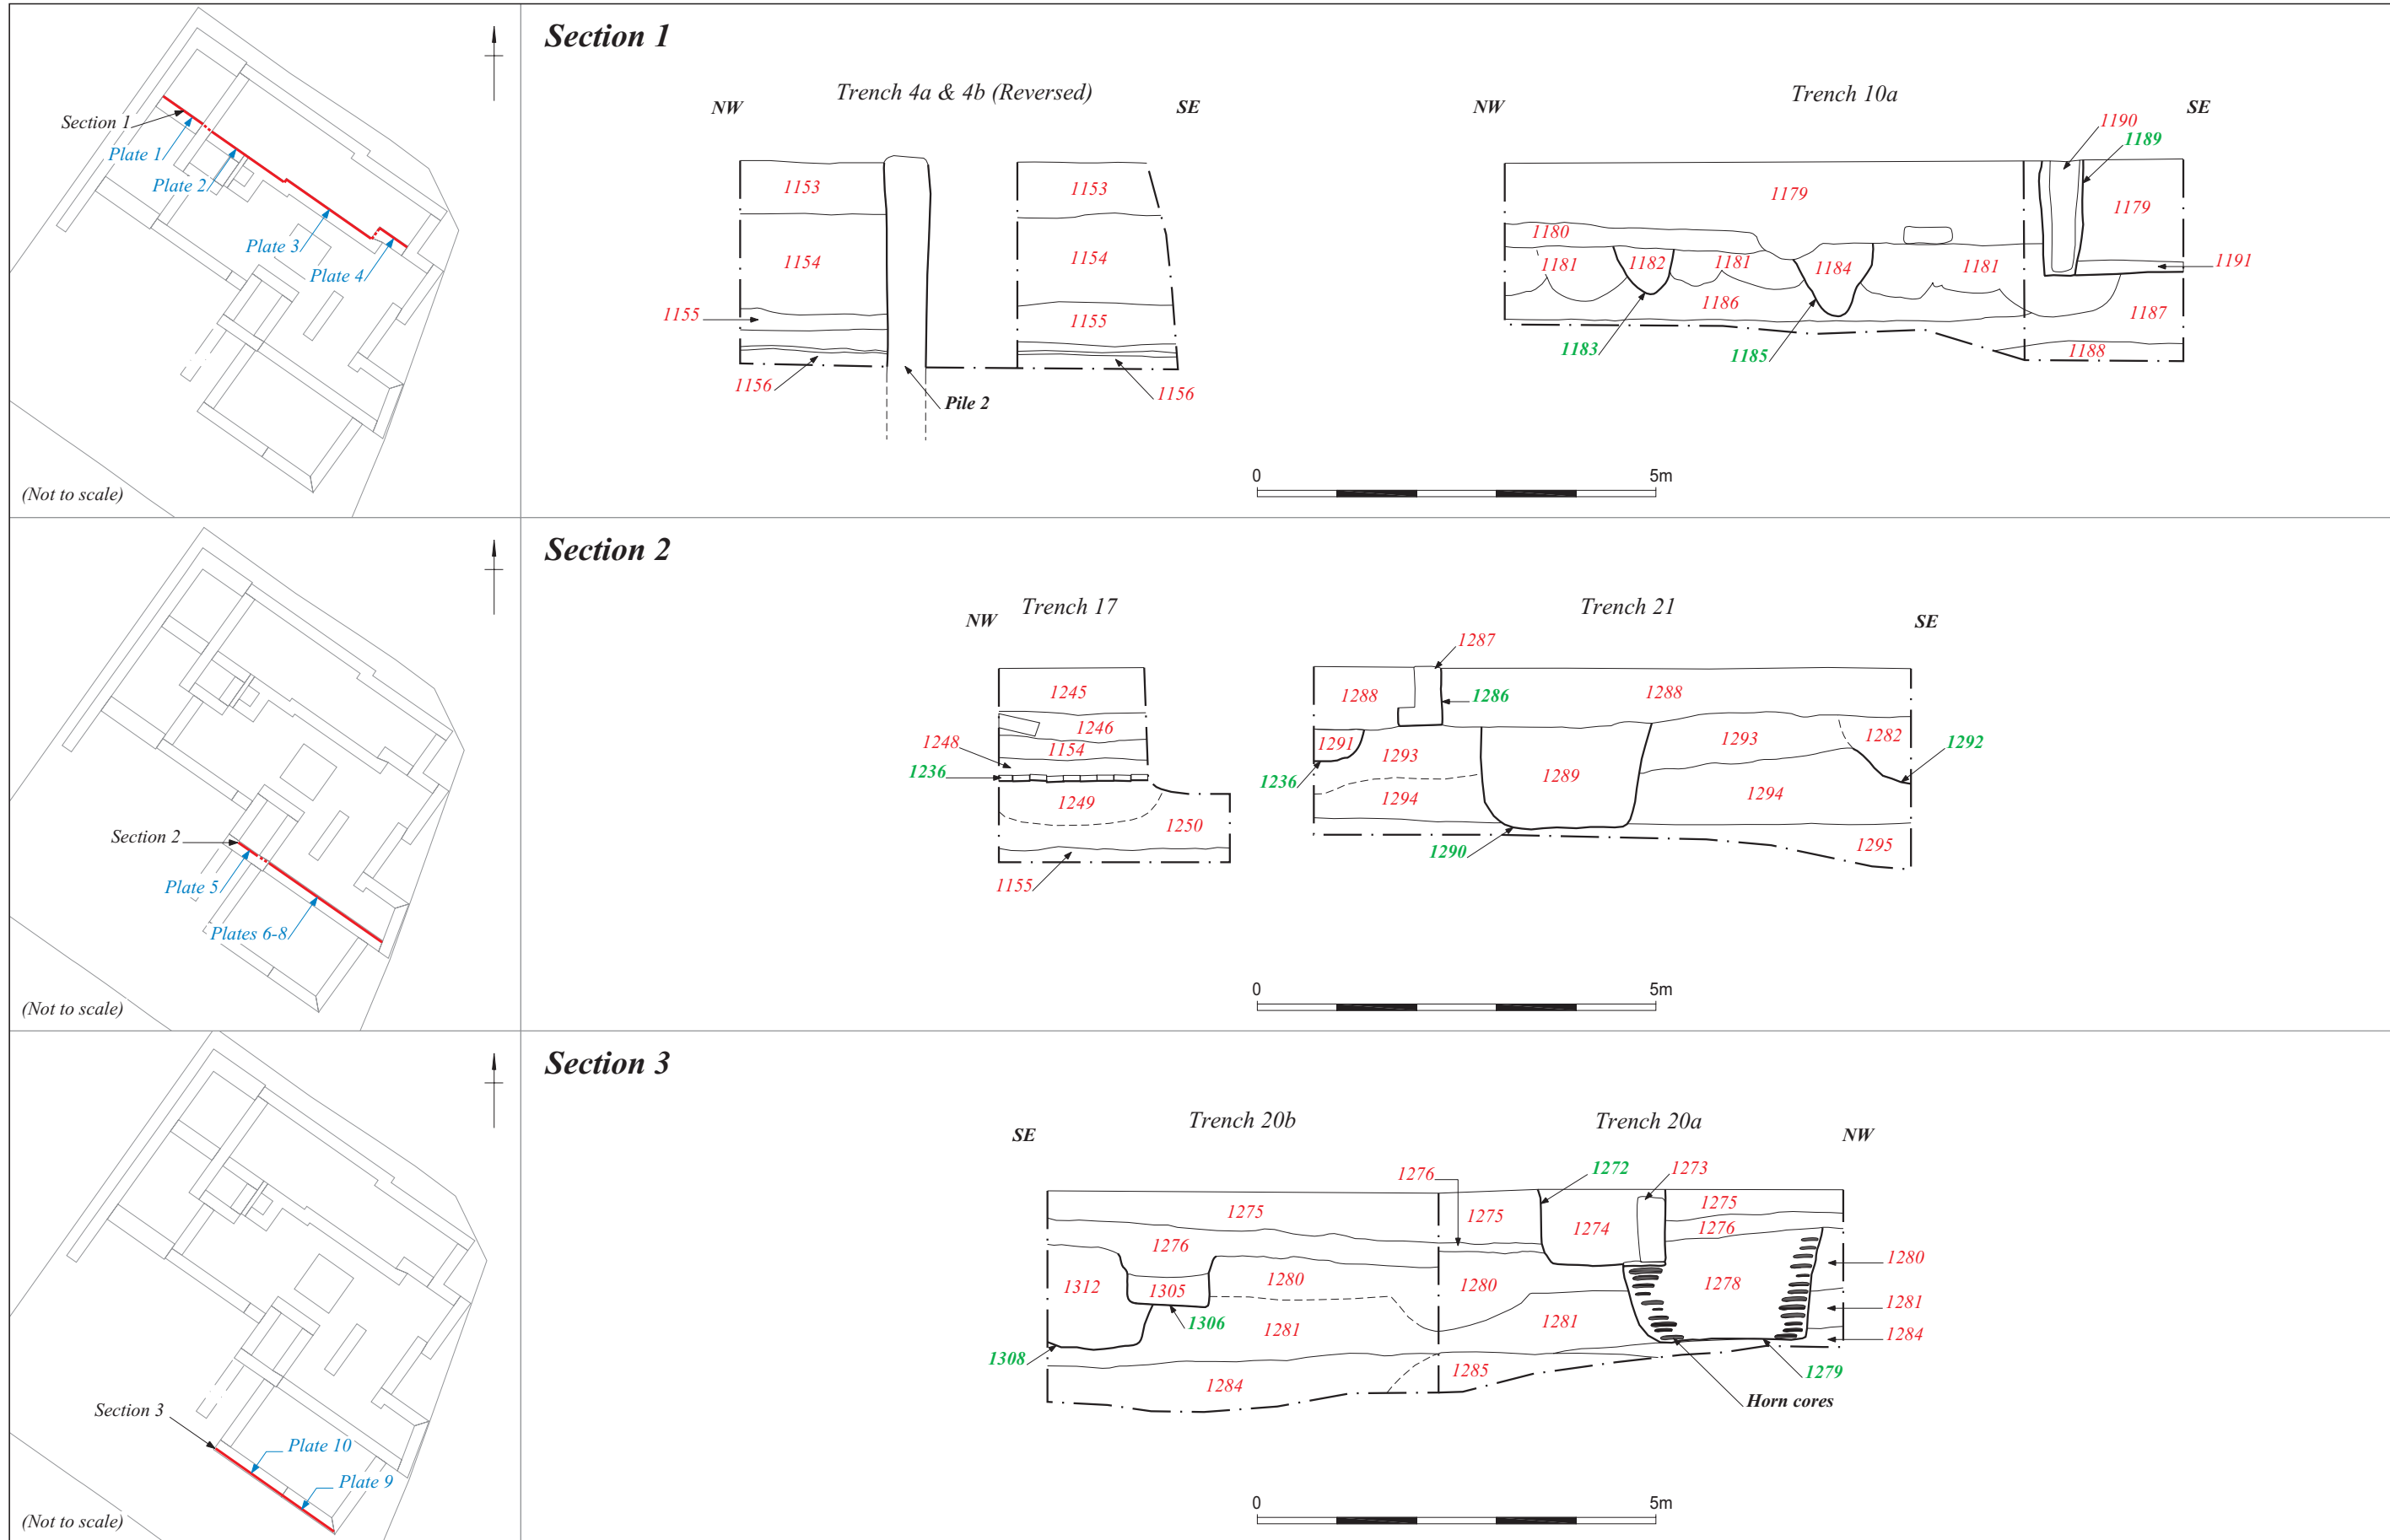 Section 1
Section 1
Plate 1
Plate 2
Plate 3
Plate 4
(Not to scale)
Trench 4a & 4b (Reversed)
NW
SE
1153
1153
1154
1154
1155
1155
1156
1156
Pile 2
Trench 10a
NW
SE
1190
1189
1179
1179
1180
1181
1182
1181
1184
1181
1191
1186
1187
1183
1185
1188
0 5m
Section 2
Section 2
Plate 5
Plates 6-8
(Not to scale)
Trench 17
NW
1245
1246
1248
1154
1236
1249
1250
1155
Trench 21
SE
1287
1288
1286
1288
1291
1293
1293
1282
1292
1236
1289
1294
1294
1290
1295
0 5m
Section 3
Section 3
Plate 10
Plate 9
(Not to scale)
Trench 20b
Trench 20a
SE
NW
1276
1272
1273
1275
1275
1274
1275
1276
1276
1280
1312
1305
1280
1280
1278
1281
1306
1281
1281
1284
1308
1284
1285
1279
Horn cores
0 5m